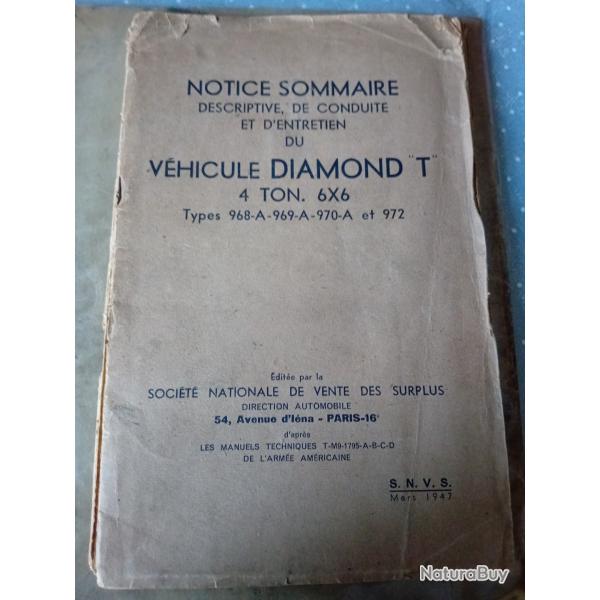 NOTICE SOMMAIRE
DESCRIPTIVE, DE CONDUITE
ET D'ENTRETIEN
DU
VÉHICULE DIAMOND "T"
4 TON. 6X6
Types 968-A-969-A-970-A et 972
Éditée par la
SOCIÉTÉ NATIONALE DE VENTE DES SURPLUS
DIRECTION AUTOMOBILE
54, Avenue d'Iéna - PARIS-16e
d'après
LES MANUELS TECHNIQUES T-M9-1795-A-B-C-D
DE L'ARMÉE AMÉRICAINE
S. N. V. S.
Mars 1947
NaturaBuy